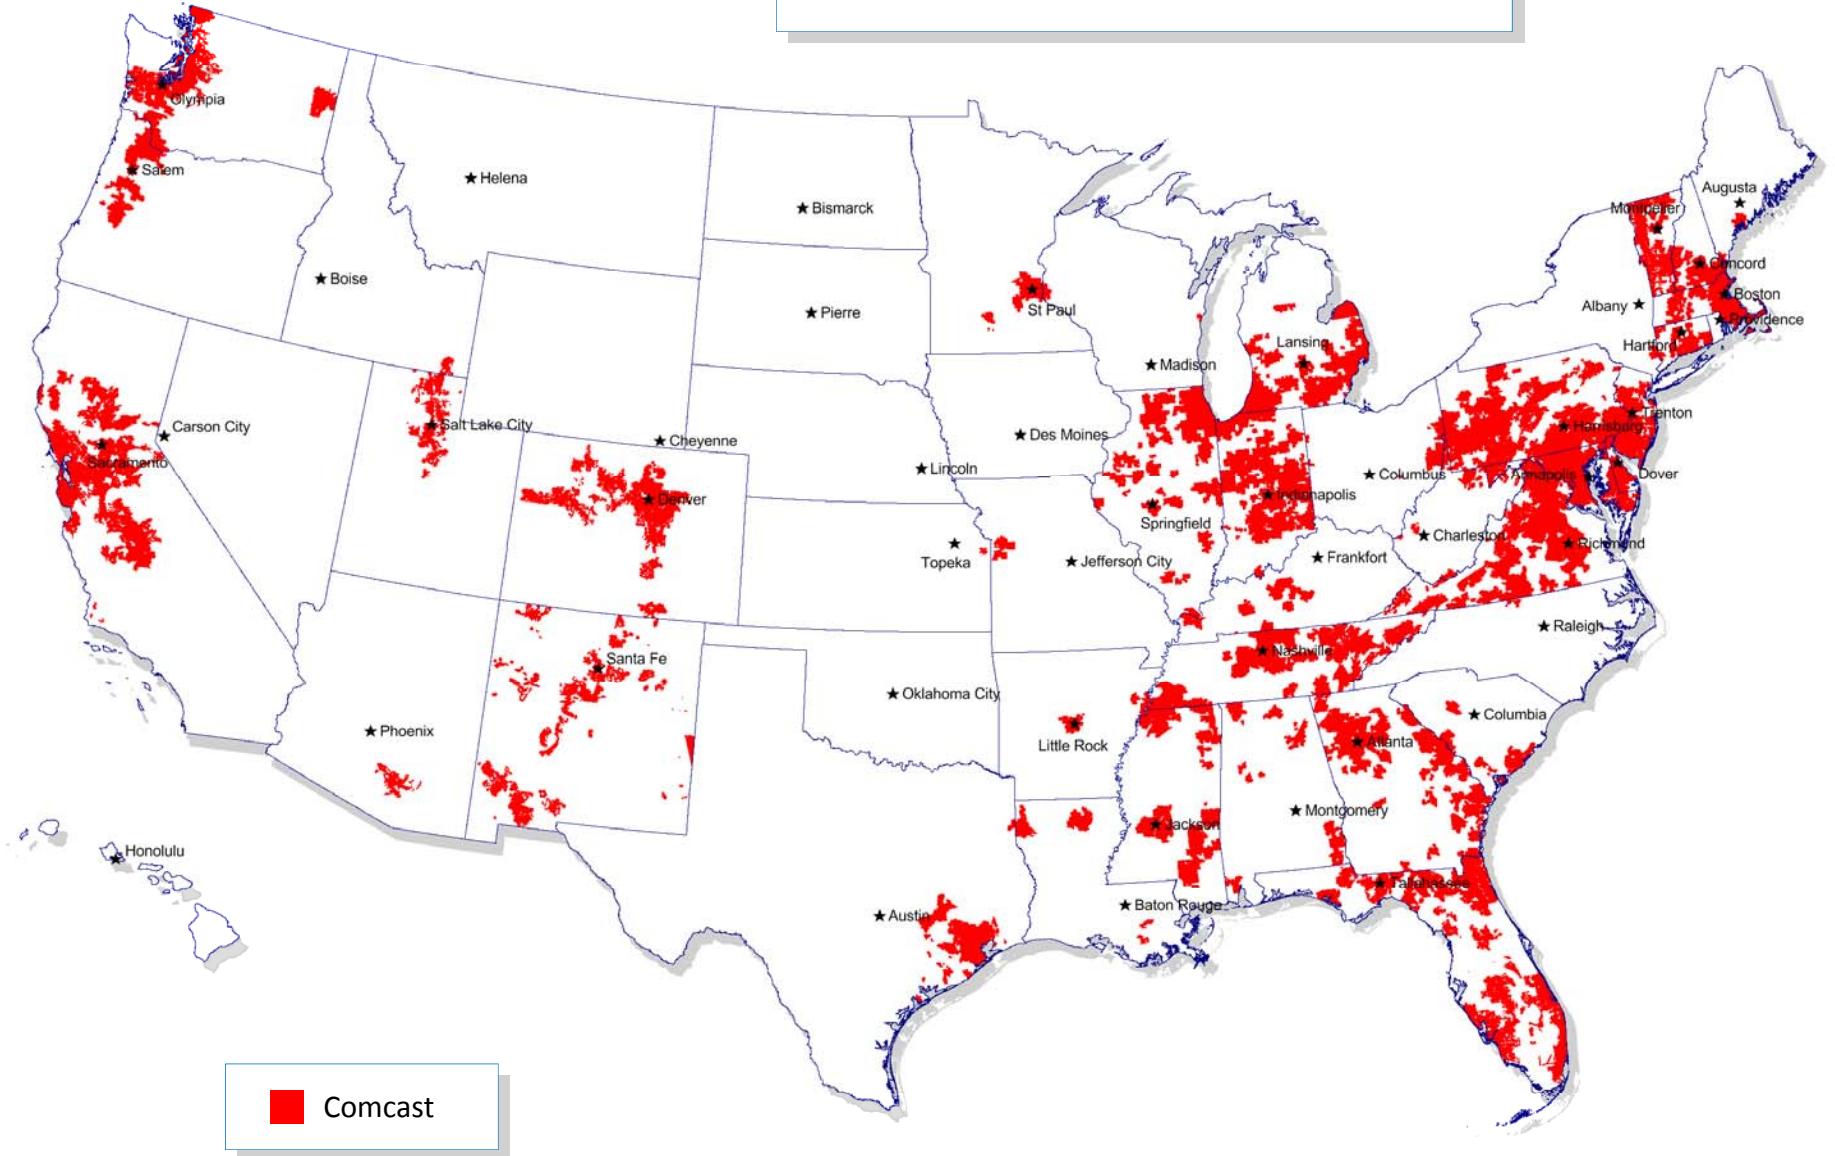 Olympia
Salem
Helena
Bismarck
Augusta
Montpelier
Concord
Boise
Pierre
St Paul
Albany
Boston
Providence
Hartford
Lansing
Madison
Carson City
Salt Lake City
Cheyenne
Des Moines
Trenton
Harrisburg
Sacramento
Lincoln
Columbus
Annapolis
Dover
Denver
Indianapolis
Springfield
Charleston
Richmond
Topeka
Jefferson City
Frankfort
Raleigh
Santa Fe
Nashville
Oklahoma City
Columbia
Phoenix
Little Rock
Atlanta
Montgomery
Jackson
Honolulu
Tallahassee
Austin
Baton Rouge
Comcast